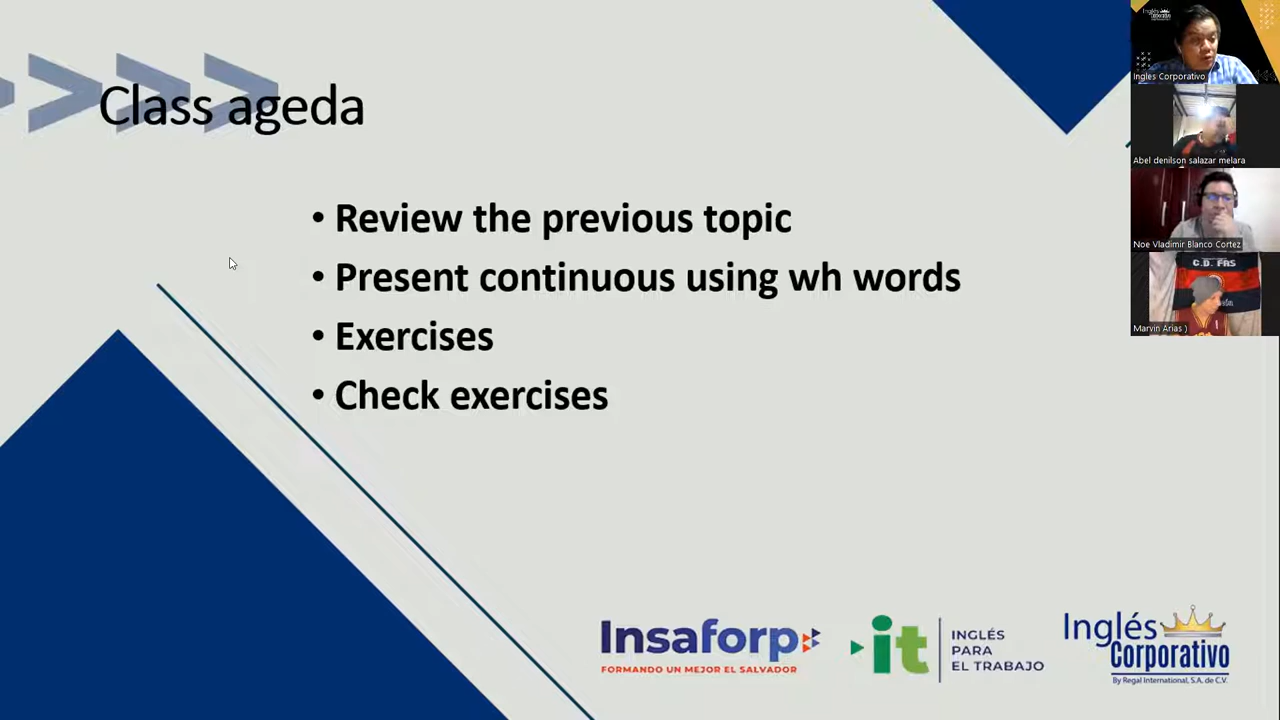 Class ageda
• Review the previous topic
• Present continuous using wh words
• Exercises
• Check exercises
Insaforp
FORMANDO UN MEJOR EL SALVADOR
it
INGLÉS
PARA
EL TRABAJO
Inglés
Corporativo
By Regal International, S.A. de C.V.
Inglés Corporativo
Ingles Corporativo
Abel denilson salazar melara
Noe Vladimir Blanco Cortez
C.D. FAS
Marvin Arias )